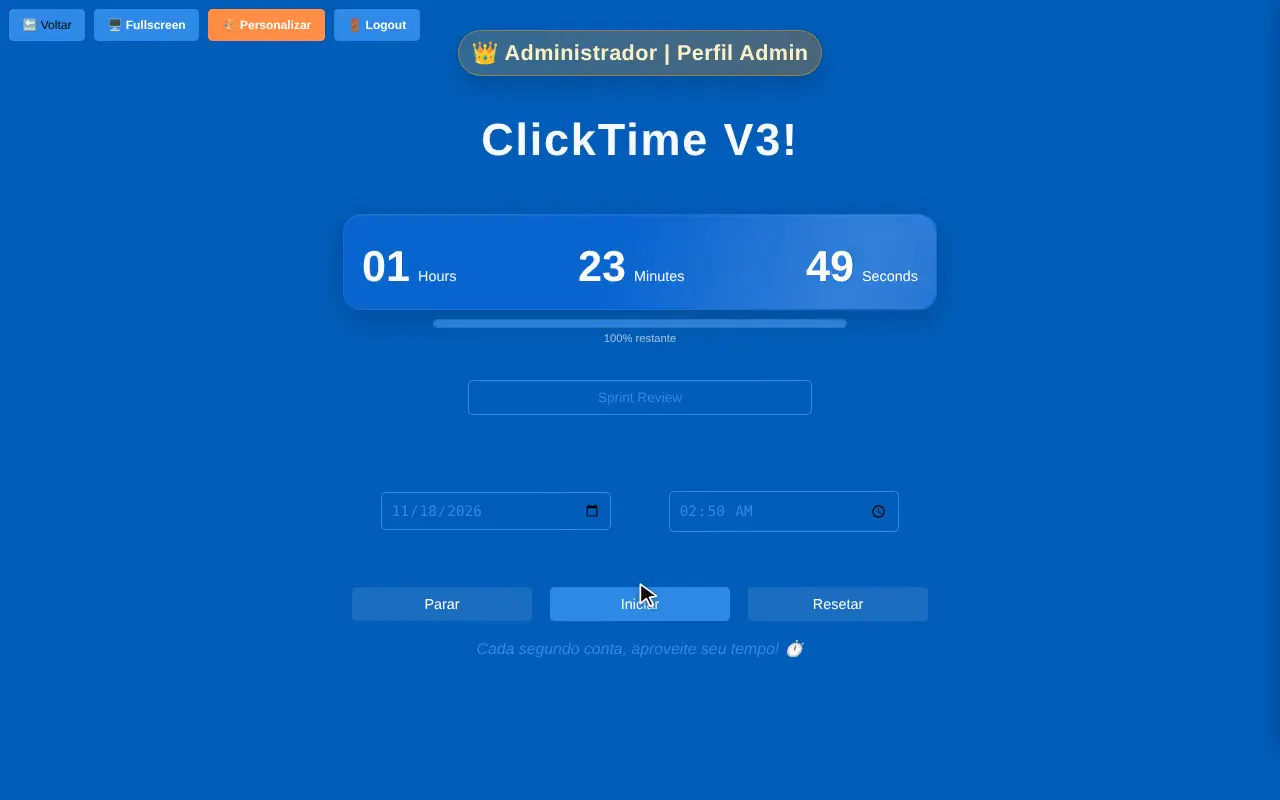 Voltar
Fullscreen
Personalizar
Logout
Administrador | Perfil Admin
ClickTime V3!
01 Hours
23 Minutes
49 Seconds
100% restante
Sprint Review
11/18/2026
02:50 AM
Parar
Iniciar
Resetar
Cada segundo conta, aproveite seu tempo!